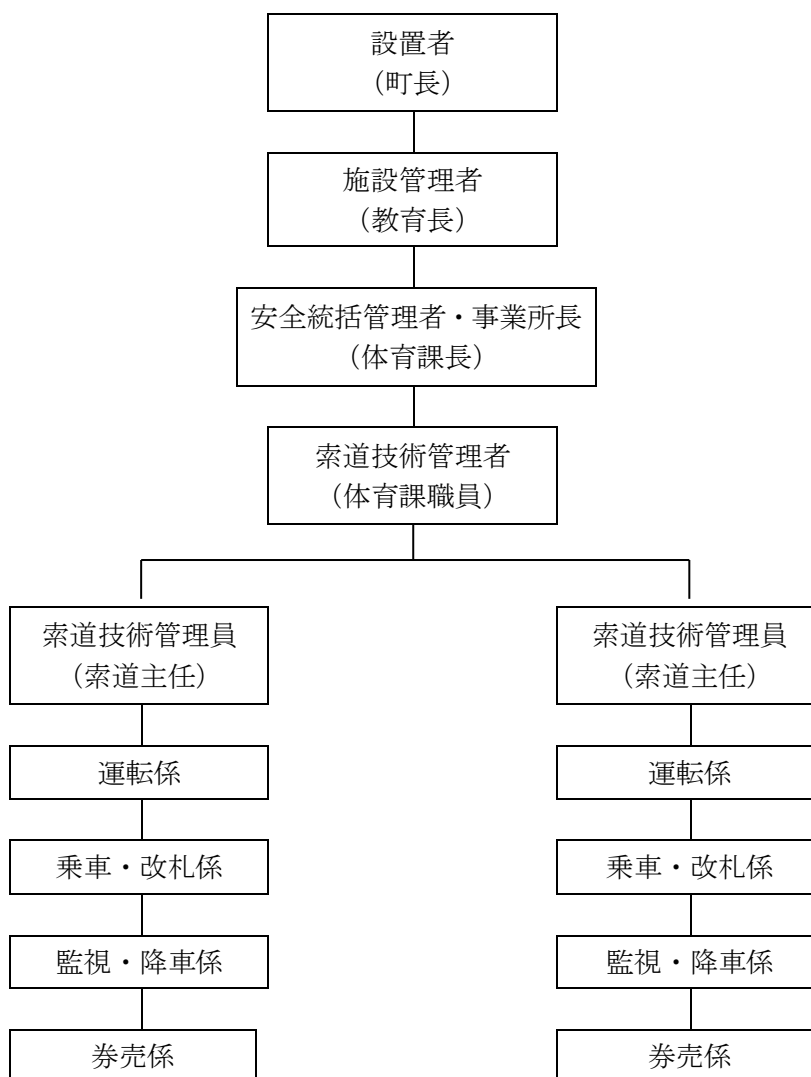 設置者
（町長）
施設管理者
（教育長）
安全統括管理者・事業所長
（体育課長）
索道技術管理者
（体育課職員）
索道技術管理員
（索道主任）
運転係
乗車・改札係
監視・降車係
券売係
索道技術管理員
（索道主任）
運転係
乗車・改札係
監視・降車係
券売係